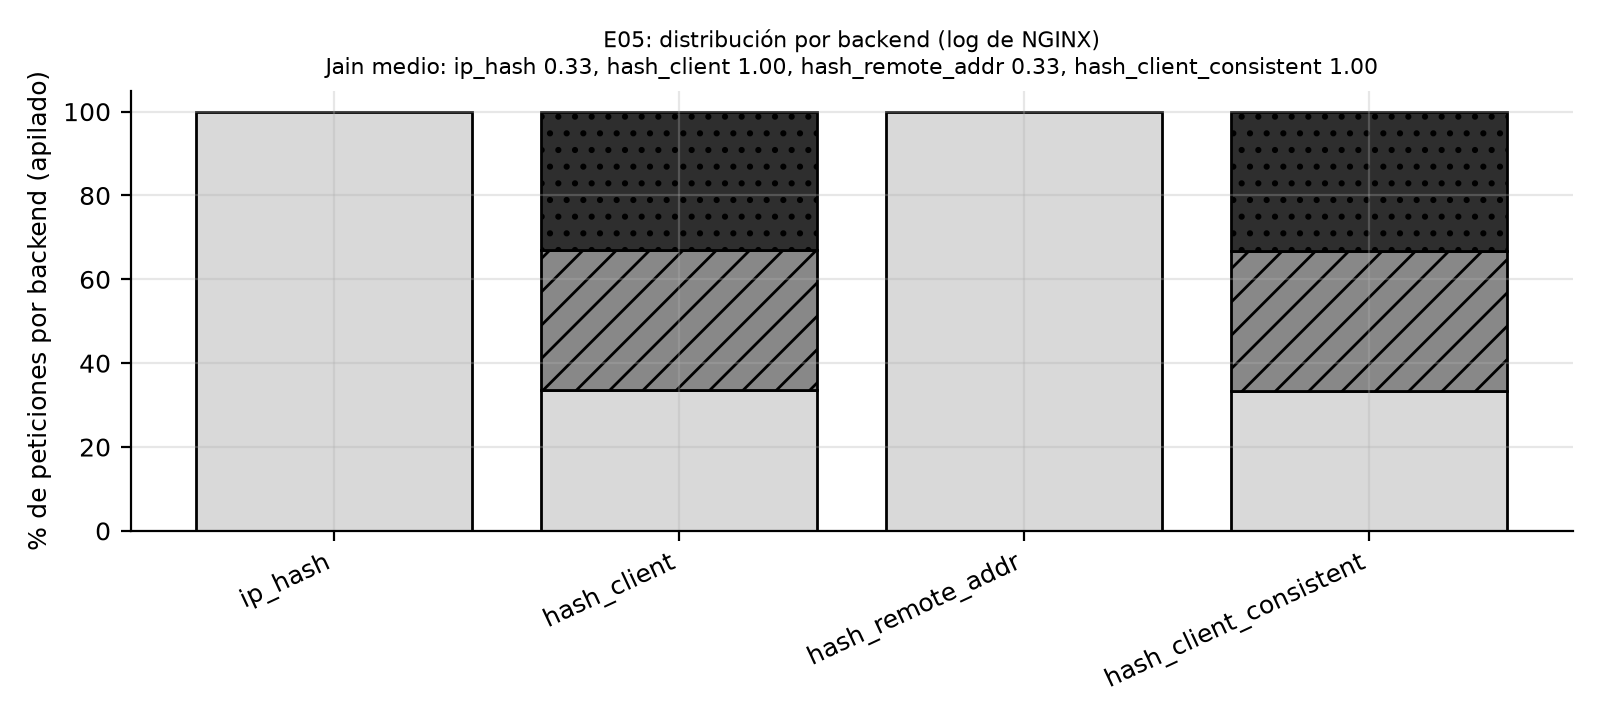 E05: distribución por backend (log de NGINX)
Jain medio: ip_hash 0.33, hash_client 1.00, hash_remote_addr 0.33, hash_client_consistent 1.00
% de peticiones por backend (apilado)
100
80
60
40
20
0
ip_hash
hash_client
hash_remote_addr
hash_client_consistent